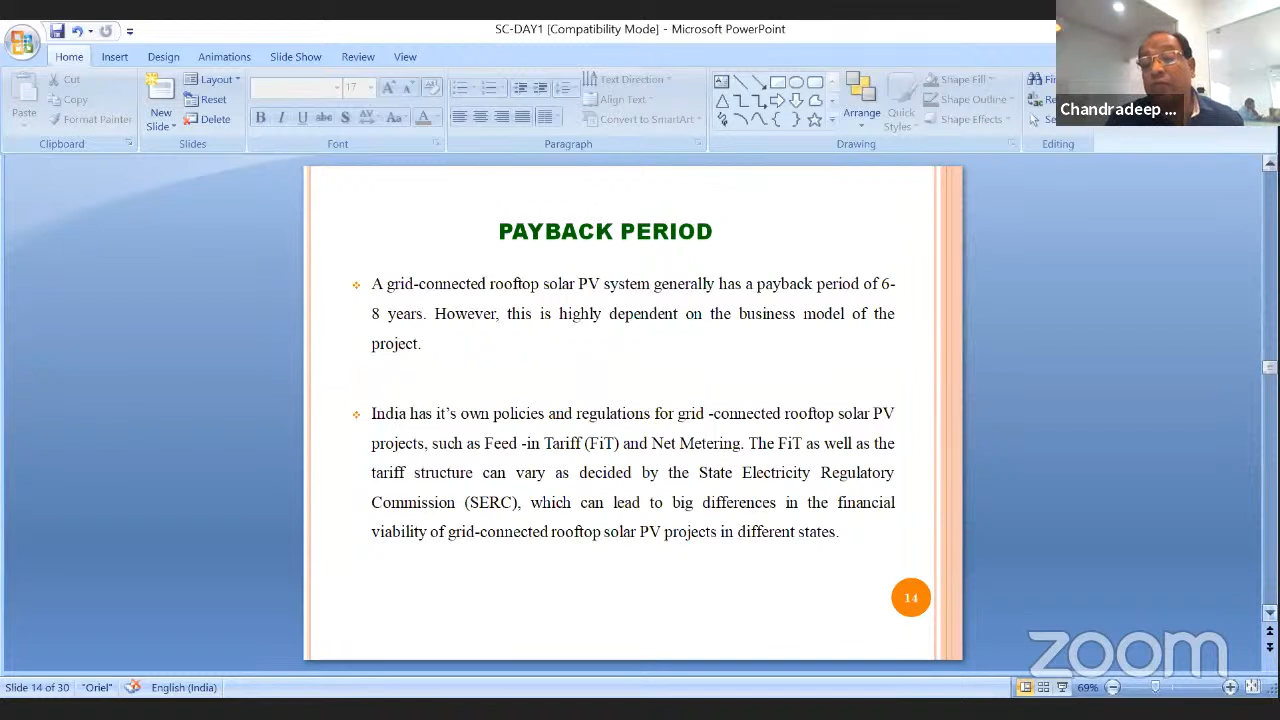 SC-DAY1 [Compatibility Mode] - Microsoft PowerPoint
Home Insert Design Slide Show Animations Review View
Cut
Copy
Format Painter
Paste
Clipboard
New Slide
Layout
Reset
Delete
Slides
17
B I U abc S AV Aa A
Font
Text Direction
Align Text
Convert to SmartArt
Paragraph
Arrange
Quick Styles
Shape Fill
Shape Outline
Shape Effects
Drawing
Editing
Chandradeep ...
PAYBACK PERIOD
A grid-connected rooftop solar PV system generally has a payback period of 6-
8 years. However, this is highly dependent on the business model of the
project.
India has it’s own policies and regulations for grid -connected rooftop solar PV
projects, such as Feed -in Tariff (FiT) and Net Metering. The FiT as well as the
tariff structure can vary as decided by the State Electricity Regulatory
Commission (SERC), which can lead to big differences in the financial
viability of grid-connected rooftop solar PV projects in different states.
14
zoom
Slide 14 of 30 "Oriel" English (India) 69%